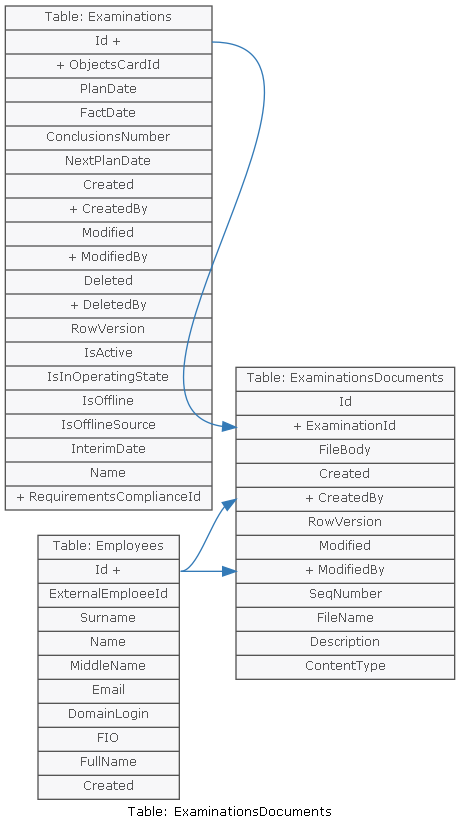 Table: Examinations
Id +
+ ObjectsCardId
PlanDate
FactDate
ConclusionsNumber
NextPlanDate
Created
+ CreatedBy
Modified
+ ModifiedBy
Deleted
+ DeletedBy
RowVersion
IsActive
IsInOperatingState
IsOffline
IsOfflineSource
InterimDate
Name
+ RequirementsComplianceId
Table: ExaminationsDocuments
Id
+ ExaminationId
FileBody
Created
+ CreatedBy
RowVersion
Modified
+ ModifiedBy
SeqNumber
FileName
Description
ContentType
Table: Employees
Id +
ExternalEmploeeId
Surname
Name
MiddleName
Email
DomainLogin
FIO
FullName
Created
Table: ExaminationsDocuments